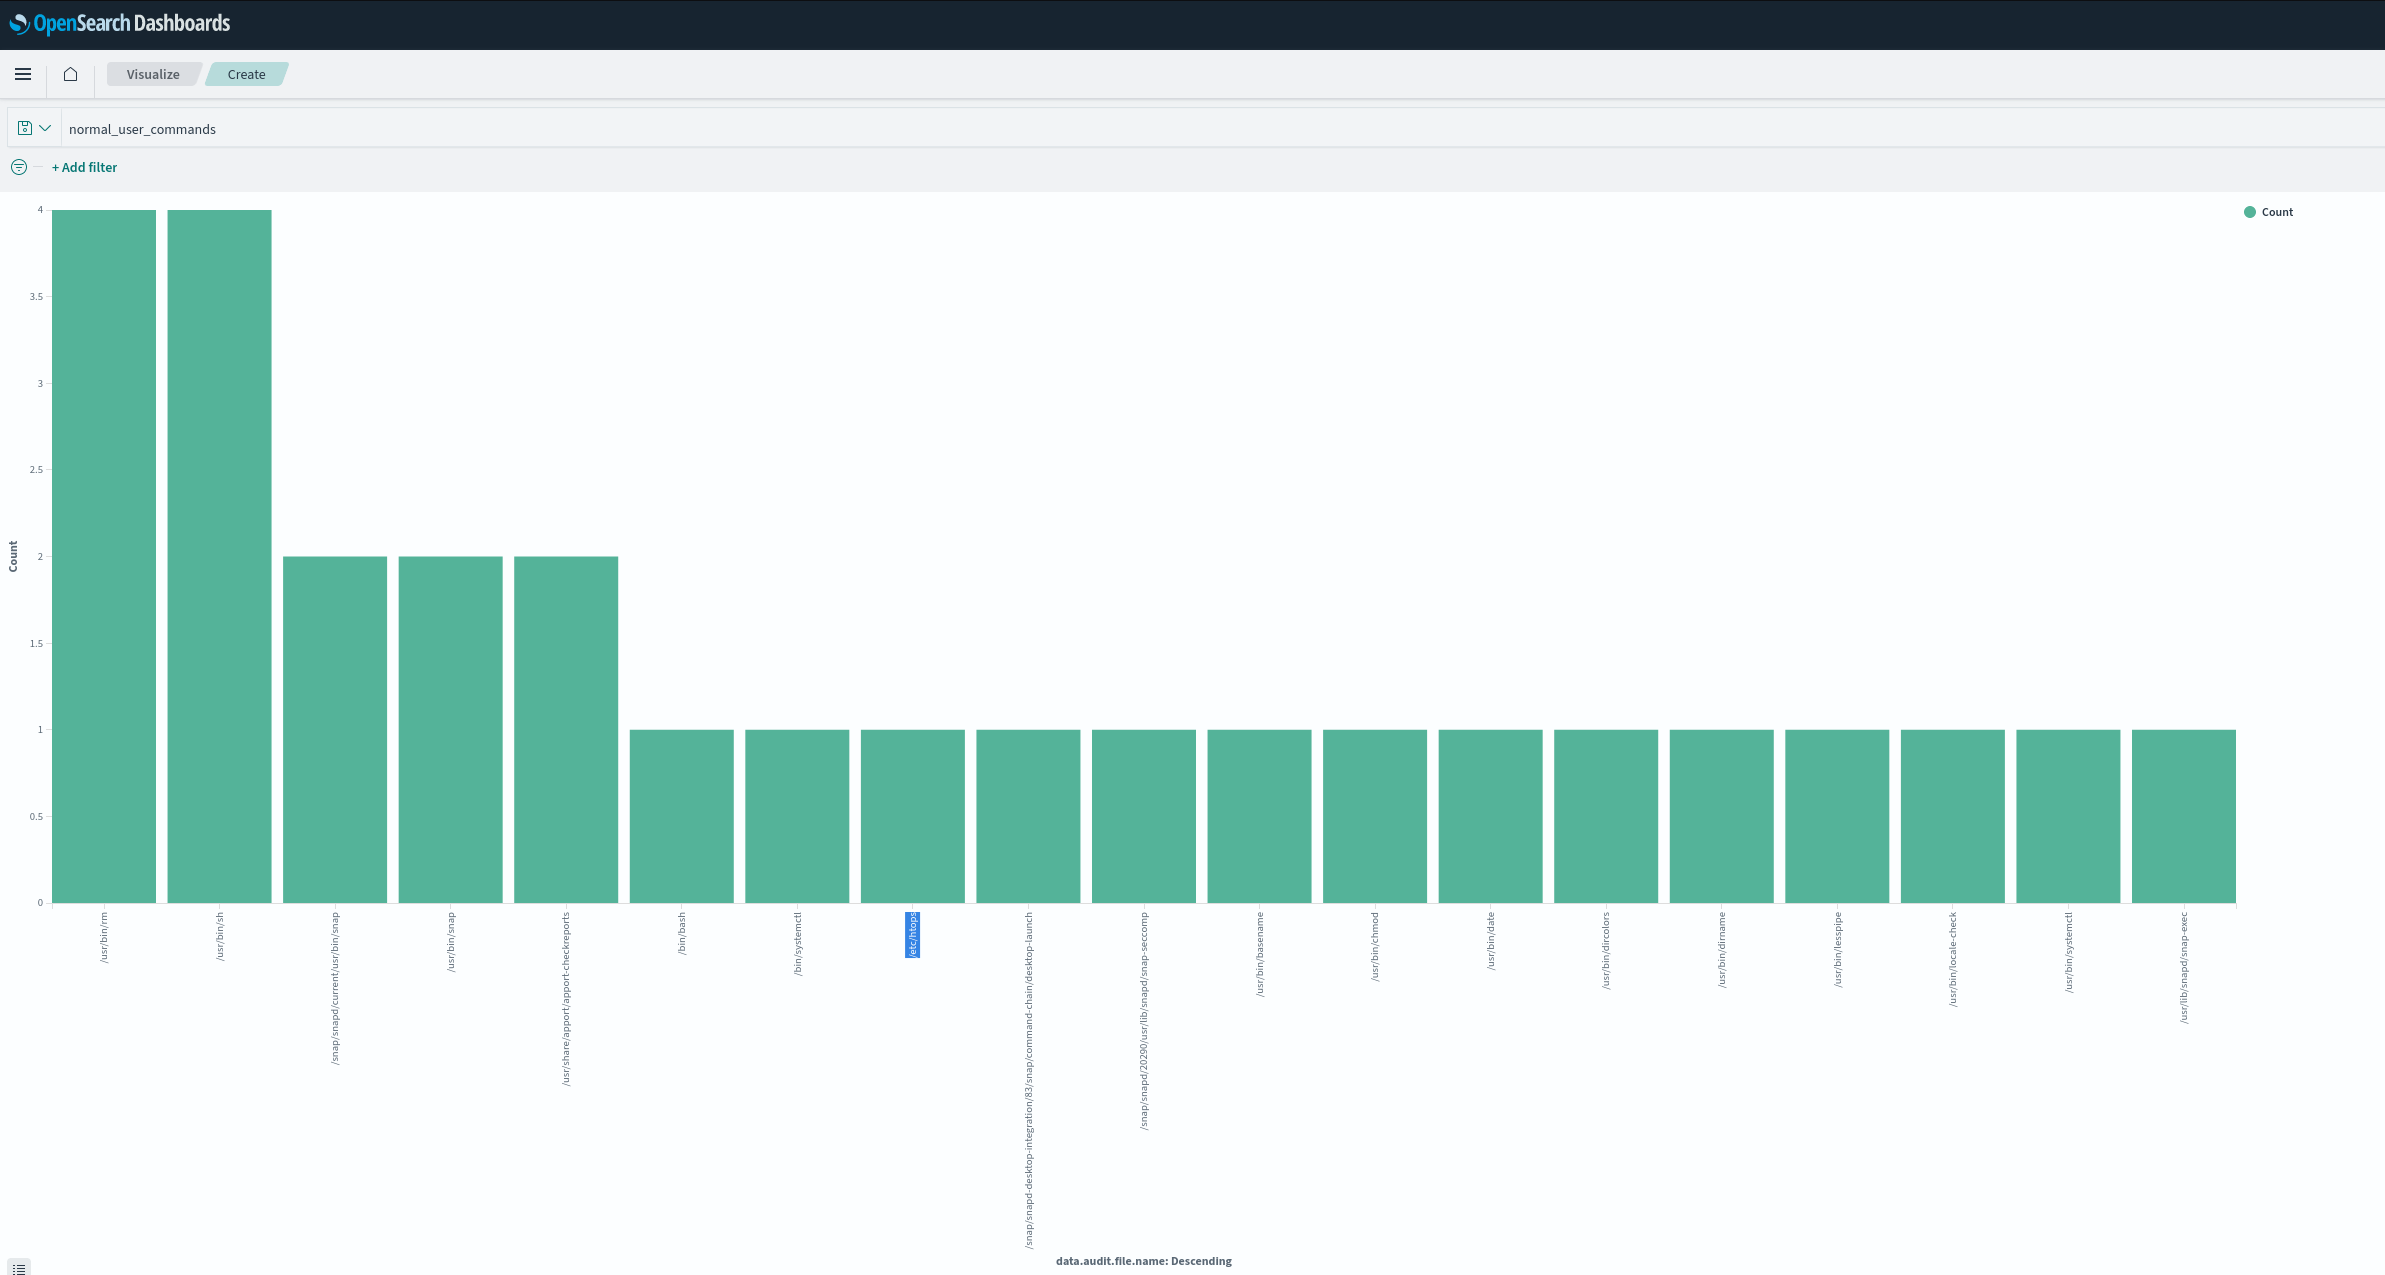 OpenSearch Dashboards
Visualize
Create
normal_user_commands
+ Add filter
Count
4
3.5
3
2.5
2
1.5
1
0.5
0
Count
/usr/bin/rm
/usr/bin/sh
/snap/snapd/current/usr/bin/snap
/usr/bin/snap
/usr/share/apport/apport-checkreports
/bin/bash
/bin/systemctl
/etc/htops
/snap/snapd-desktop-integration/83/snap/command-chain/desktop-launch
/snap/snapd/20290/usr/lib/snapd/snap-seccomp
/usr/bin/basename
/usr/bin/chmod
/usr/bin/date
/usr/bin/dircolors
/usr/bin/dirname
/usr/bin/lesspipe
/usr/bin/locale-check
/usr/bin/systemctl
/usr/lib/snapd/snap-exec
data.audit.file.name: Descending